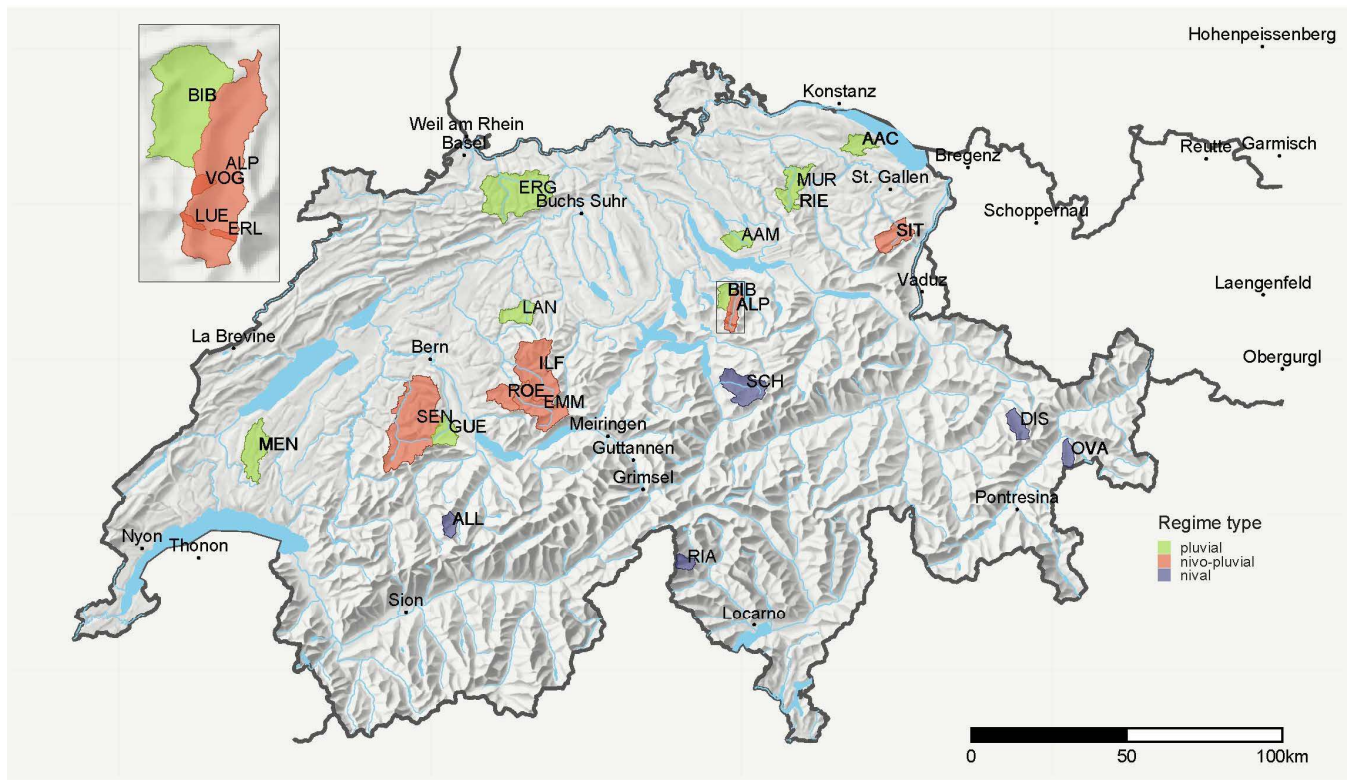 Hohenpeissenberg
BIB
Konstanz
Weil am Rhein
Basel
AAC
Reutte
Garmisch
Bregenz
ALP
VOG
ERG
MUR
St. Gallen
RIE
Buchs Suhr
Schoppernau
LUE
ERL
AAM
SIT
Vaduz
Laengenfeld
BIB
ALP
LAN
La Brevine
Bern
ILF
Obergurgl
ROE
EMM
SCH
SEN
GUE
Meiringen
DIS
MEN
Guttannen
OVA
Grimsel
Pontresina
ALL
Regime type
Nyon
Thonon
pluvial
RIA
nivo-pluvial
nival
Sion
Locarno
0
50
100km